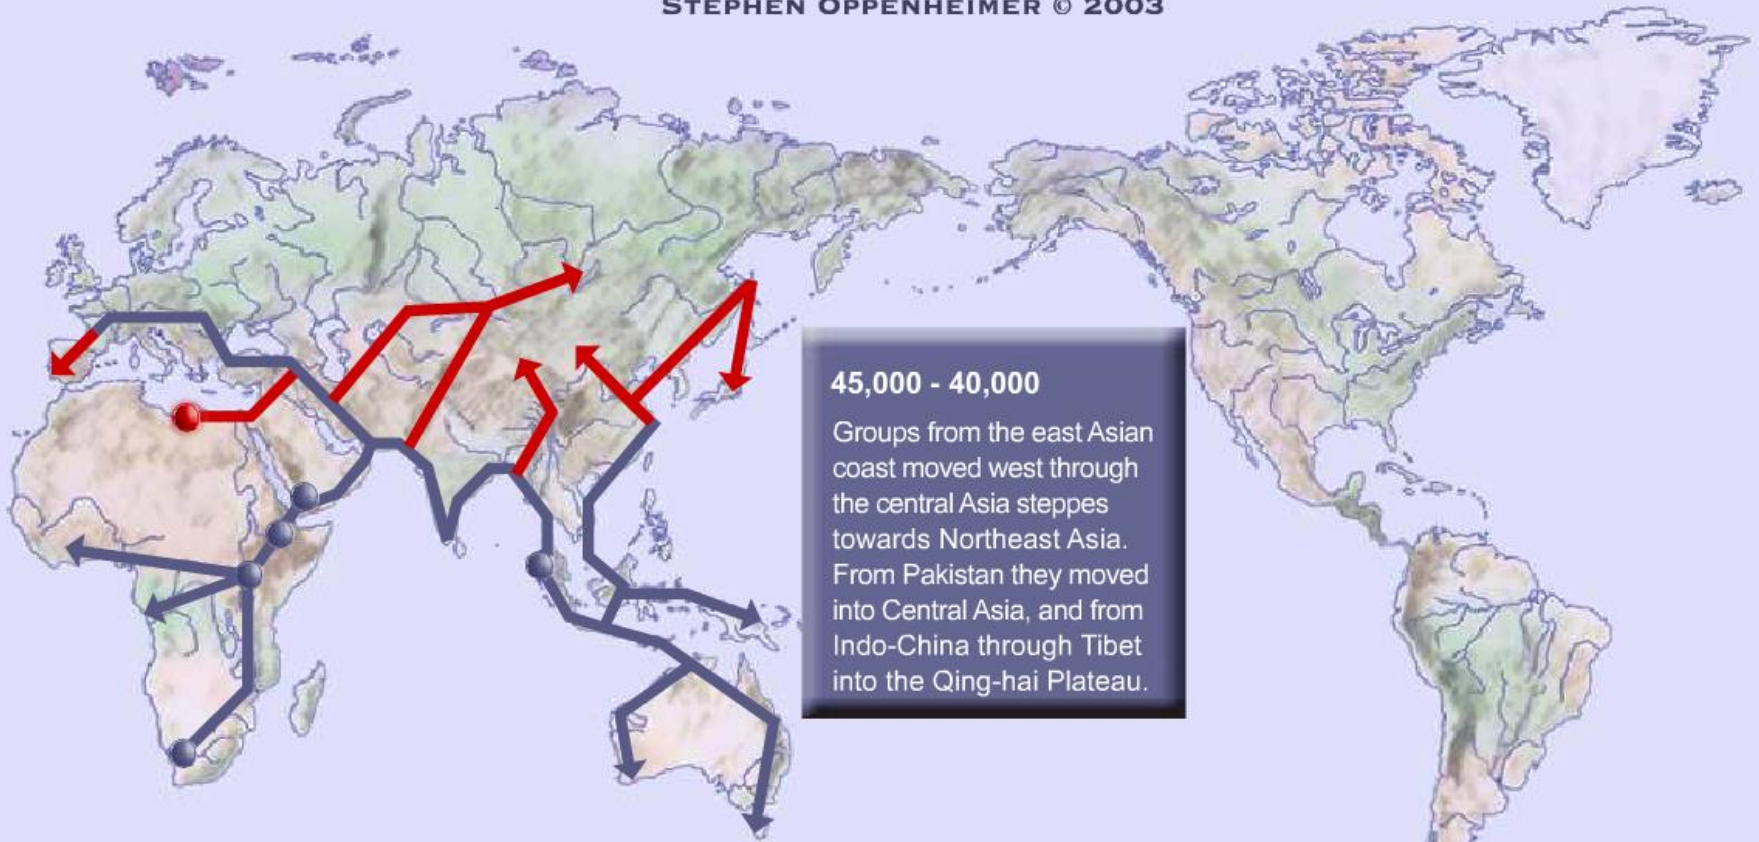 STEPHEN OPPENHEIMER © 2003
45,000 - 40,000
Groups from the east Asian
coast moved west through
the central Asia steppes
towards Northeast Asia.
From Pakistan they moved
into Central Asia, and from
Indo-China through Tibet
into the Qing-hai Plateau.